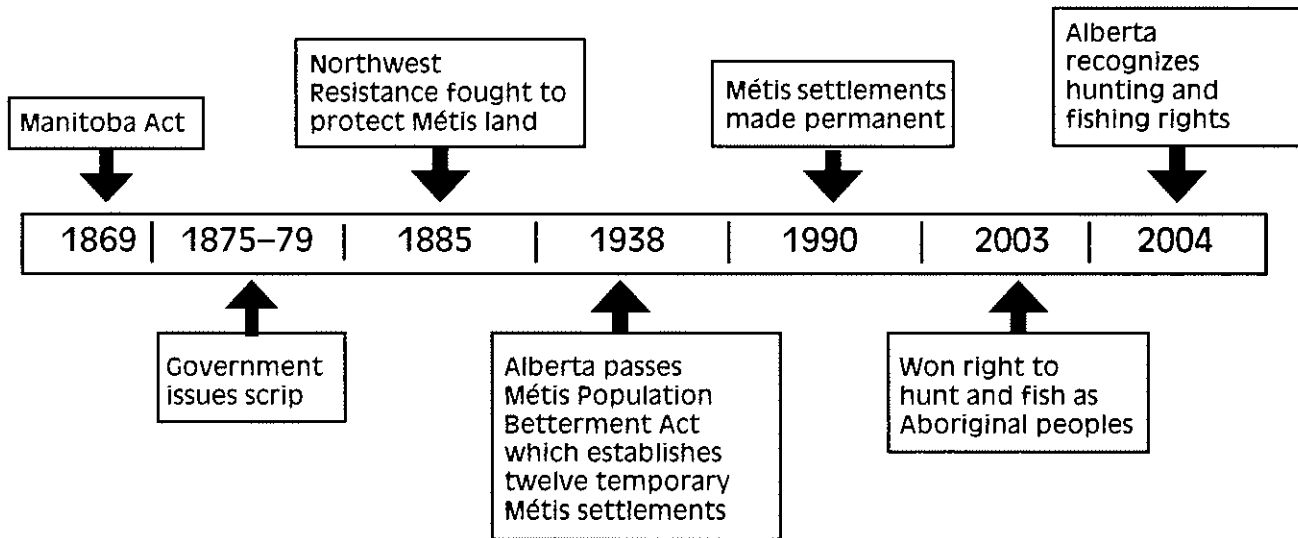 Manitoba Act
Northwest
Resistance fought to
protect Métis land
Métis settlements
made permanent
Alberta
recognizes
hunting and
fishing rights
1869 | 1875–79 | 1885 | 1938 | 1990 | 2003 | 2004
Government
issues scrip
Alberta passes
Métis Population
Betterment Act
which establishes
twelve temporary
Métis settlements
Won right to
hunt and fish as
Aboriginal peoples